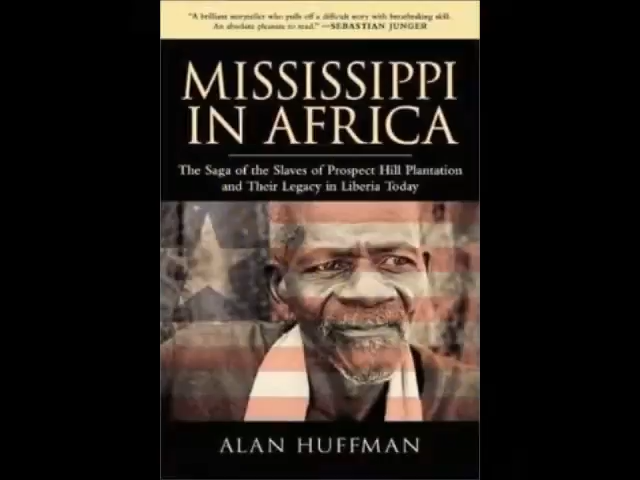 "A brilliant storyteller who pulls off a difficult story with breathtaking skill.
An absolute pleasure to read."—SEBASTIAN JUNGER
MISSISSIPPI
IN AFRICA
The Saga of the Slaves of Prospect Hill Plantation
and Their Legacy in Liberia Today
ALAN HUFFMAN